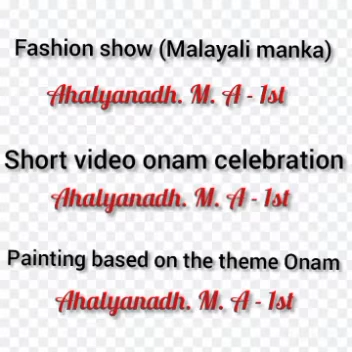 Fashion show (Malayali manka)
Ahalyanadh. M. A - 1st
Short video onam celebration
Ahalyanadh. M. A - 1st
Painting based on the theme Onam
Ahalyanadh. M. A - 1st